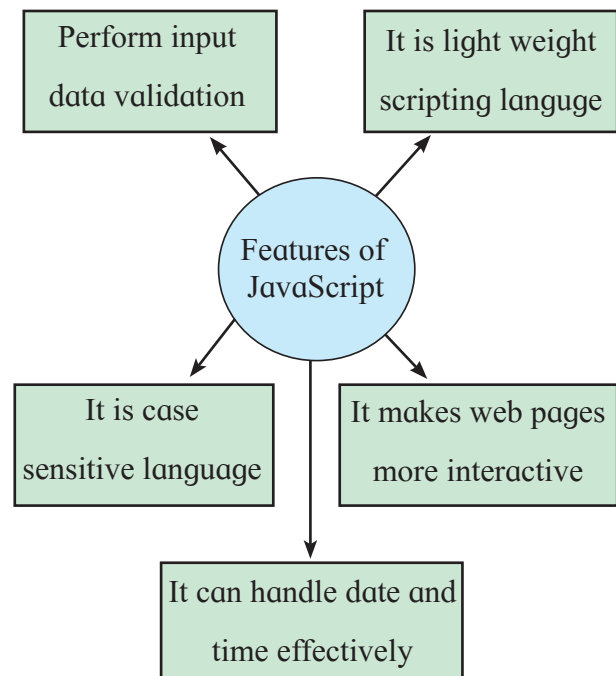 Perform input
data validation
It is light weight
scripting languge
Features of
JavaScript
It is case
sensitive language
It makes web pages
more interactive
It can handle date and
time effectively